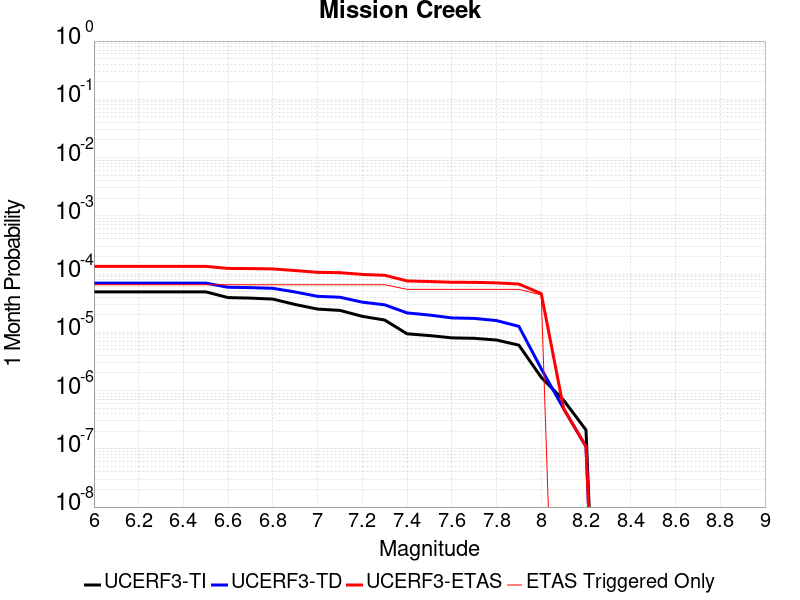 Mission Creek
10^0
10^-1
10^-2
10^-3
10^-4
10^-5
10^-6
10^-7
10^-8
1 Month Probability
6 6.2 6.4 6.6 6.8 7 7.2 7.4 7.6 7.8 8 8.2 8.4 8.6 8.8 9
Magnitude
UCERF3-TI UCERF3-TD UCERF3-ETAS ETAS Triggered Only